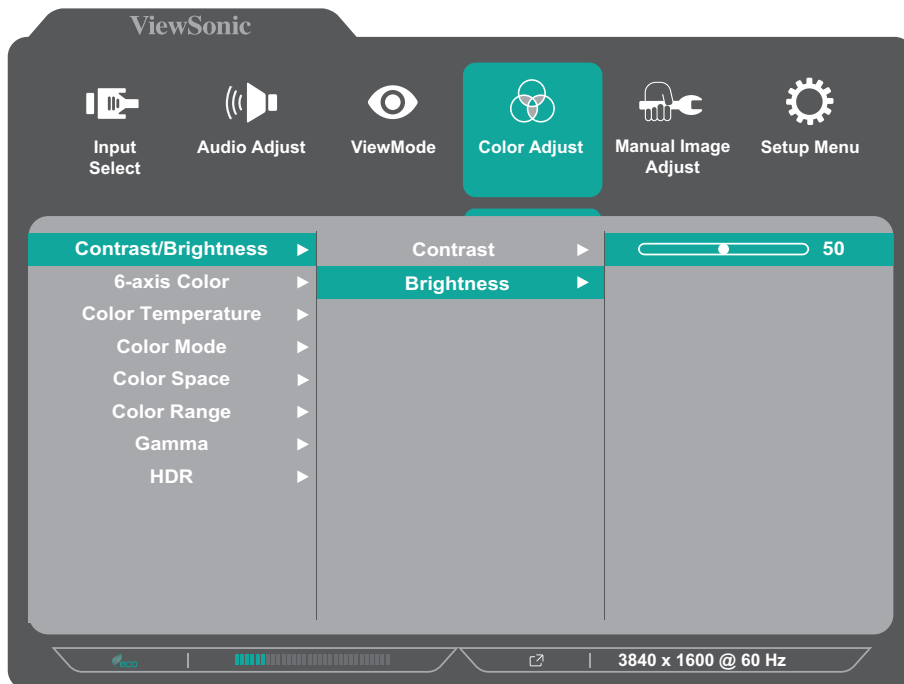 ViewSonic
Input
Select
Audio Adjust
ViewMode
Color Adjust
Manual Image
Adjust
Setup Menu
Contrast/Brightness
Contrast
50
6-axis Color
Brightness
Color Temperature
Color Mode
Color Space
Color Range
Gamma
HDR
eco
3840 x 1600 @ 60 Hz